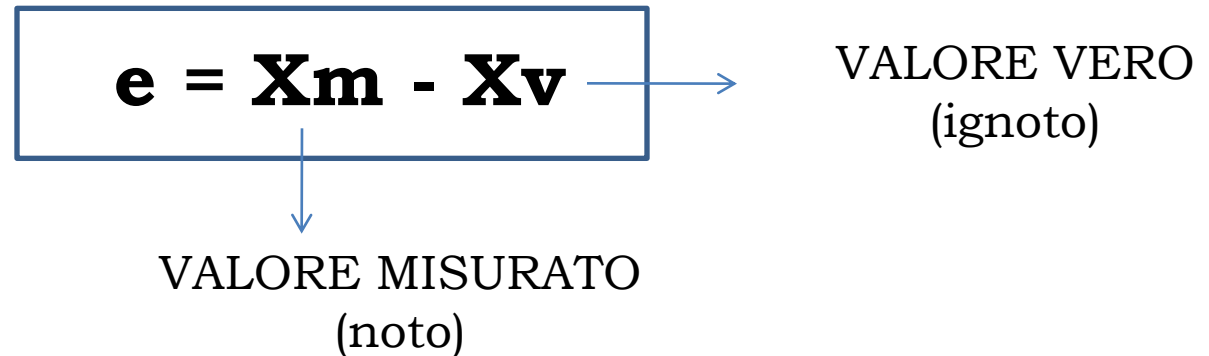 e = Xm - Xv
VALORE VERO
(ignoto)
VALORE MISURATO
(noto)